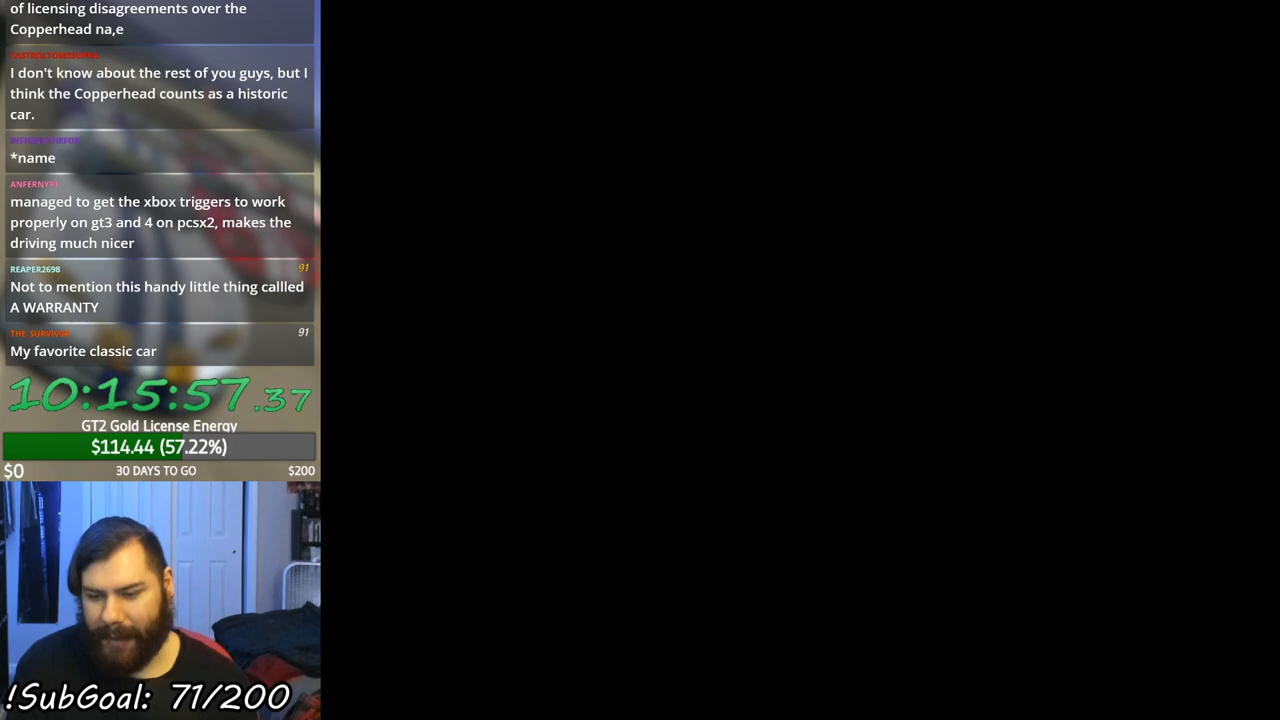 of licensing disagreements over the
Copperhead na,e
I don't know about the rest of you guys, but I
think the Copperhead counts as a historic
car.
*name
managed to get the xbox triggers to work
properly on gt3 and 4 on pcsx2, makes the
driving much nicer
REAPER2698 91
Not to mention this handy little thing callled
A WARRANTY
91
My favorite classic car
10:15:57.37
GT2 Gold License Energy
$114.44 (57.22%)
$0 30 DAYS TO GO $200
!SubGoal: 71/200